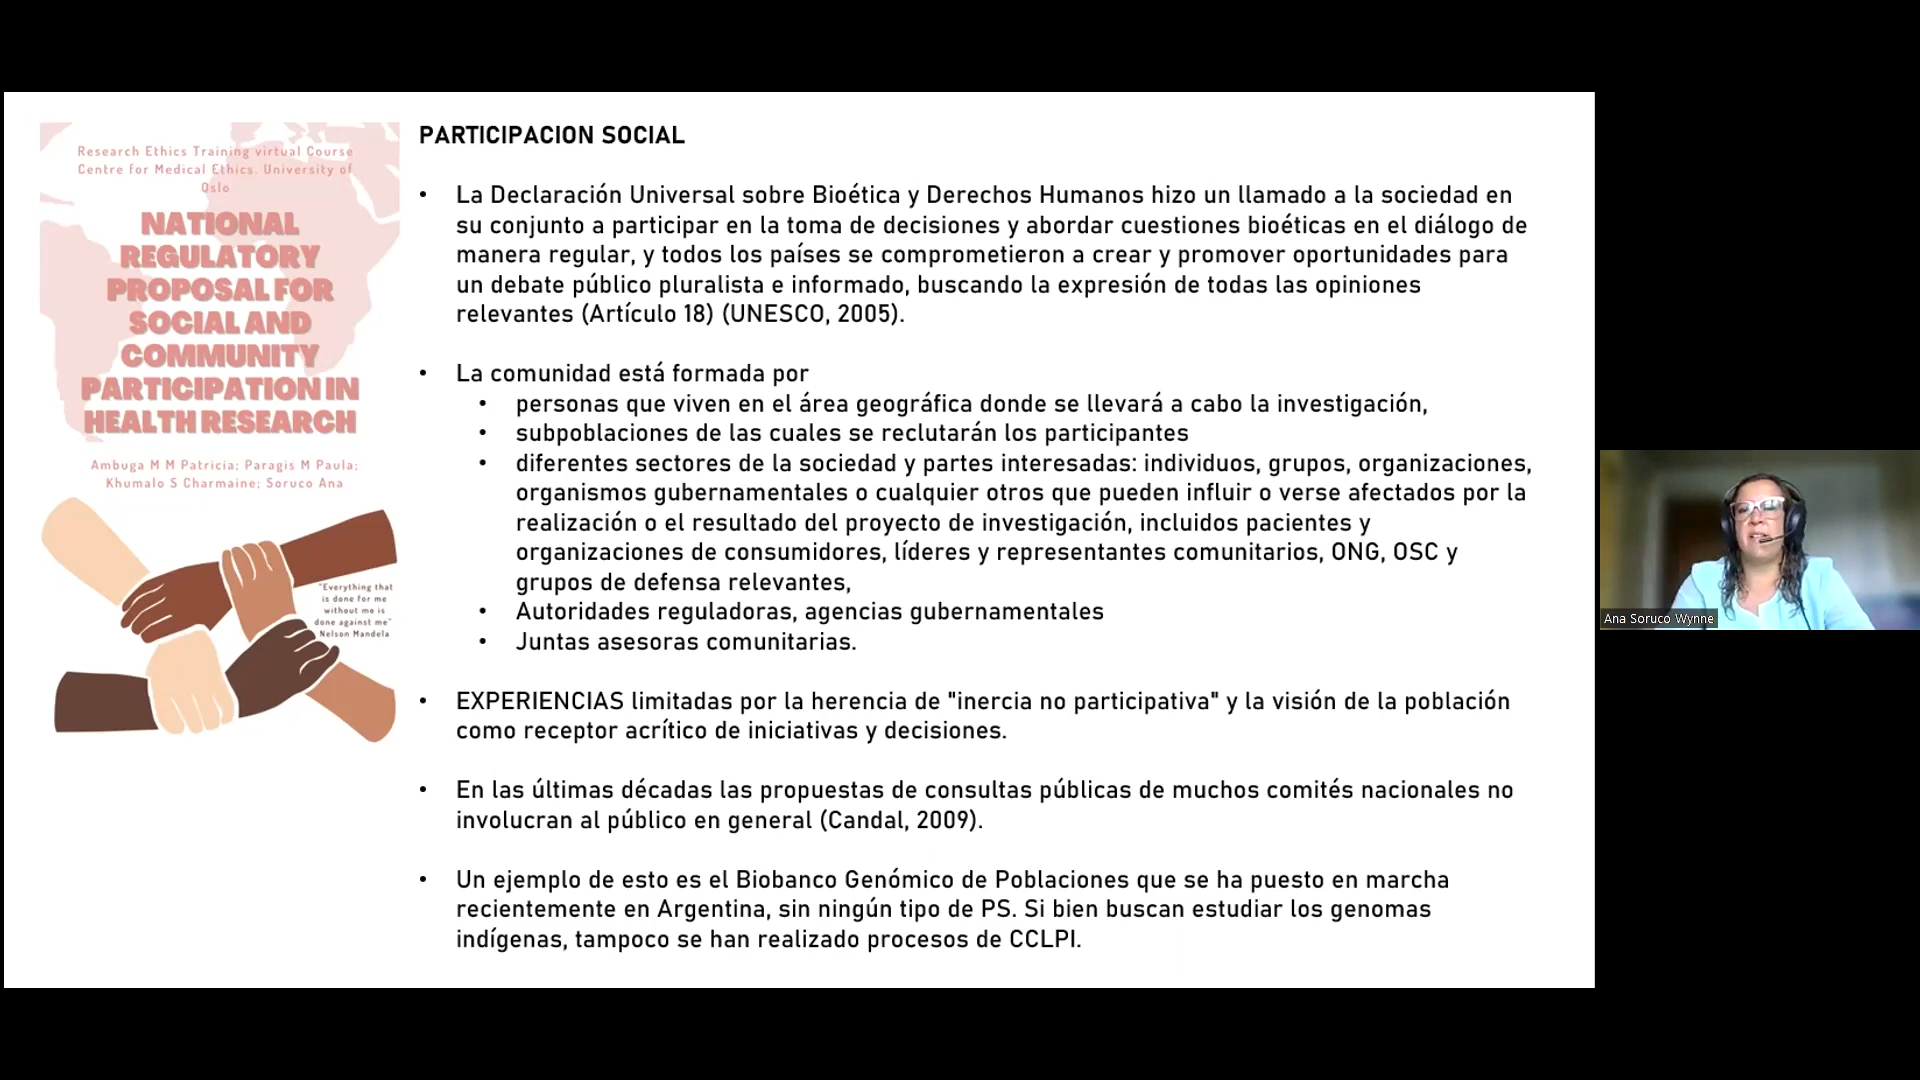 Research Ethics Training virtual Course
Centre for Medical Ethics. University of
Oslo
NATIONAL
REGULATORY
PROPOSAL FOR
SOCIAL AND
COMMUNITY
PARTICIPATION IN
HEALTH RESEARCH
Ambuga M M Patricia; Paragis M Paula;
Khumalo S Charmaine; Soruco Ana
"Everything that
is done for me
without me is
done against me"
Nelson Mandela
PARTICIPACION SOCIAL
• La Declaración Universal sobre Bioética y Derechos Humanos hizo un llamado a la sociedad en
su conjunto a participar en la toma de decisiones y abordar cuestiones bioéticas en el diálogo de
manera regular, y todos los países se comprometieron a crear y promover oportunidades para
un debate público pluralista e informado, buscando la expresión de todas las opiniones
relevantes (Artículo 18) (UNESCO, 2005).
• La comunidad está formada por
• personas que viven en el área geográfica donde se llevará a cabo la investigación,
• subpoblaciones de las cuales se reclutarán los participantes
• diferentes sectores de la sociedad y partes interesadas: individuos, grupos, organizaciones,
organismos gubernamentales o cualquier otros que pueden influir o verse afectados por la
realización o el resultado del proyecto de investigación, incluidos pacientes y
organizaciones de consumidores, líderes y representantes comunitarios, ONG, OSC y
grupos de defensa relevantes,
• Autoridades reguladoras, agencias gubernamentales
• Juntas asesoras comunitarias.
• EXPERIENCIAS limitadas por la herencia de "inercia no participativa" y la visión de la población
como receptor acrítico de iniciativas y decisiones.
• En las últimas décadas las propuestas de consultas públicas de muchos comités nacionales no
involucran al público en general (Candal, 2009).
• Un ejemplo de esto es el Biobanco Genómico de Poblaciones que se ha puesto en marcha
recientemente en Argentina, sin ningún tipo de PS. Si bien buscan estudiar los genomas
indígenas, tampoco se han realizado procesos de CCLPI.
Ana Soruco Wynne